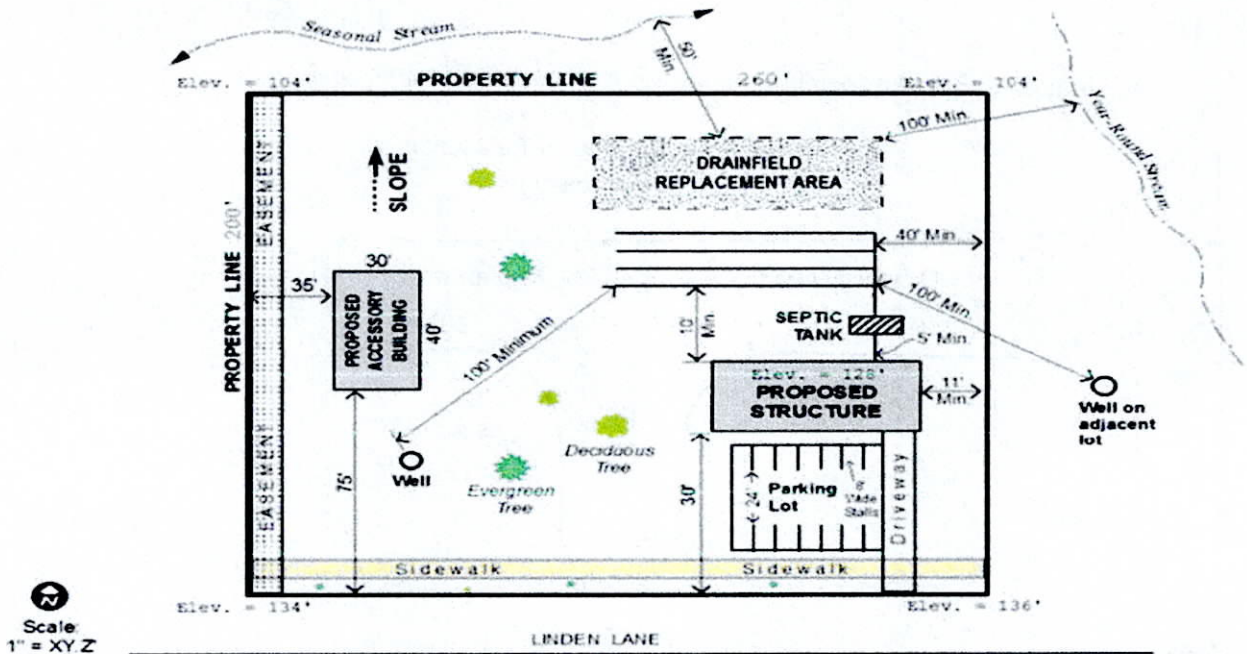 Seasonal Stream
50' Min.
Elev. = 104'
PROPERTY LINE
260'
Elev. = 104'
100' Min.
Year-Round Stream
EASEMENT
SLOPE
DRAINFIELD
REPLACEMENT AREA
PROPERTY LINE 200'
30'
35'
40' Min.
PROPOSED
ACCESSORY
BUILDING
40'
100' Minimum
10' Min.
SEPTIC
TANK
100' Min.
5' Min.
Elev. = 128'
PROPOSED
STRUCTURE
11'
Min.
Well on
adjacent
lot
EASEMENT
75'
Well
Deciduous
Tree
Evergreen
Tree
30'
24'
Parking
Lot
8'
Wide
Stalls
Driveway
Sidewalk
Sidewalk
Elev. = 134'
Elev. = 136'
N
Scale:
1" = XY.Z'
LINDEN LANE